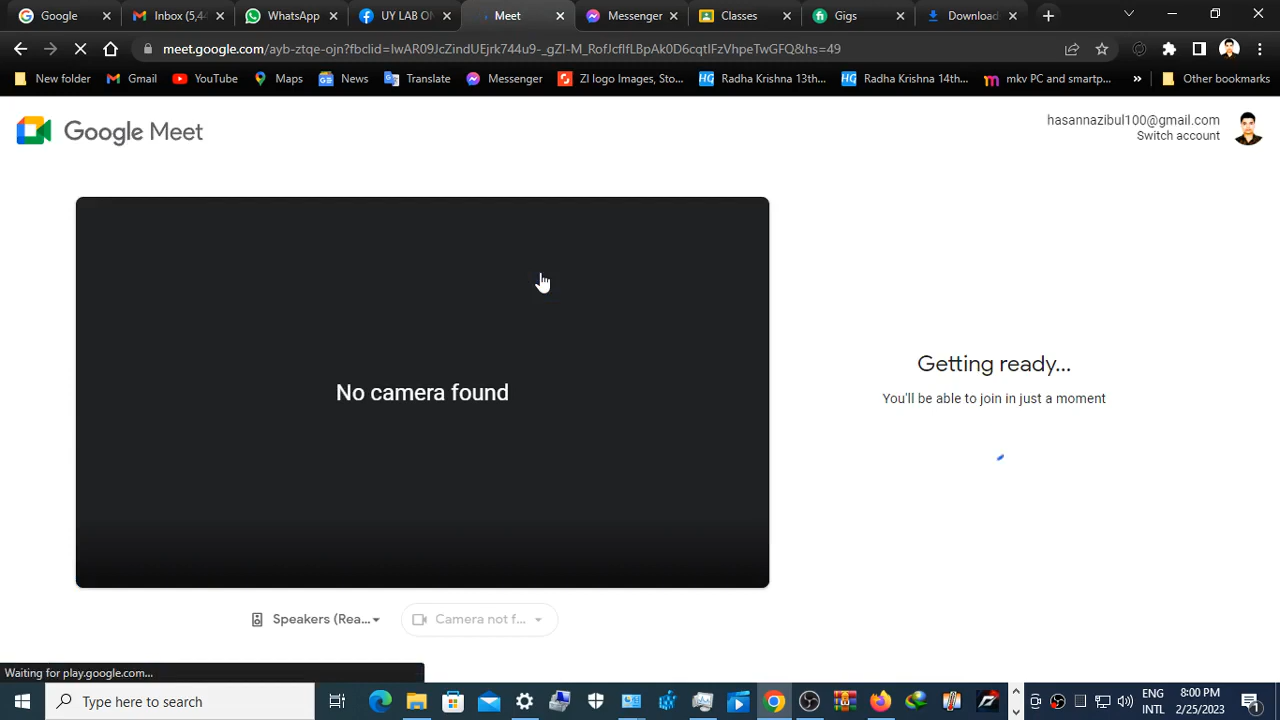 Google
Inbox (5,44
WhatsApp
UY LAB ON
Meet
Messenger
Classes
Gigs
Download
meet.google.com/ayb-ztqe-ojn?fbclid=IwAR09JcZindUEjrk744u9-_gZI-M_RofJcflfLBpAk0D6cqtIFzVhpeTwGFQ&hs=49
New folder
Gmail
YouTube
Maps
News
Translate
Messenger
ZI logo Images, Sto...
Radha Krishna 13th...
Radha Krishna 14th...
mkv PC and smartp...
»
Other bookmarks
Google Meet
hasannazibul100@gmail.com
Switch account
No camera found
Getting ready...
You'll be able to join in just a moment
Speakers (Rea...
Camera not f...
Waiting for play.google.com...
Type here to search
ENG
INTL
8:00 PM
2/25/2023
1